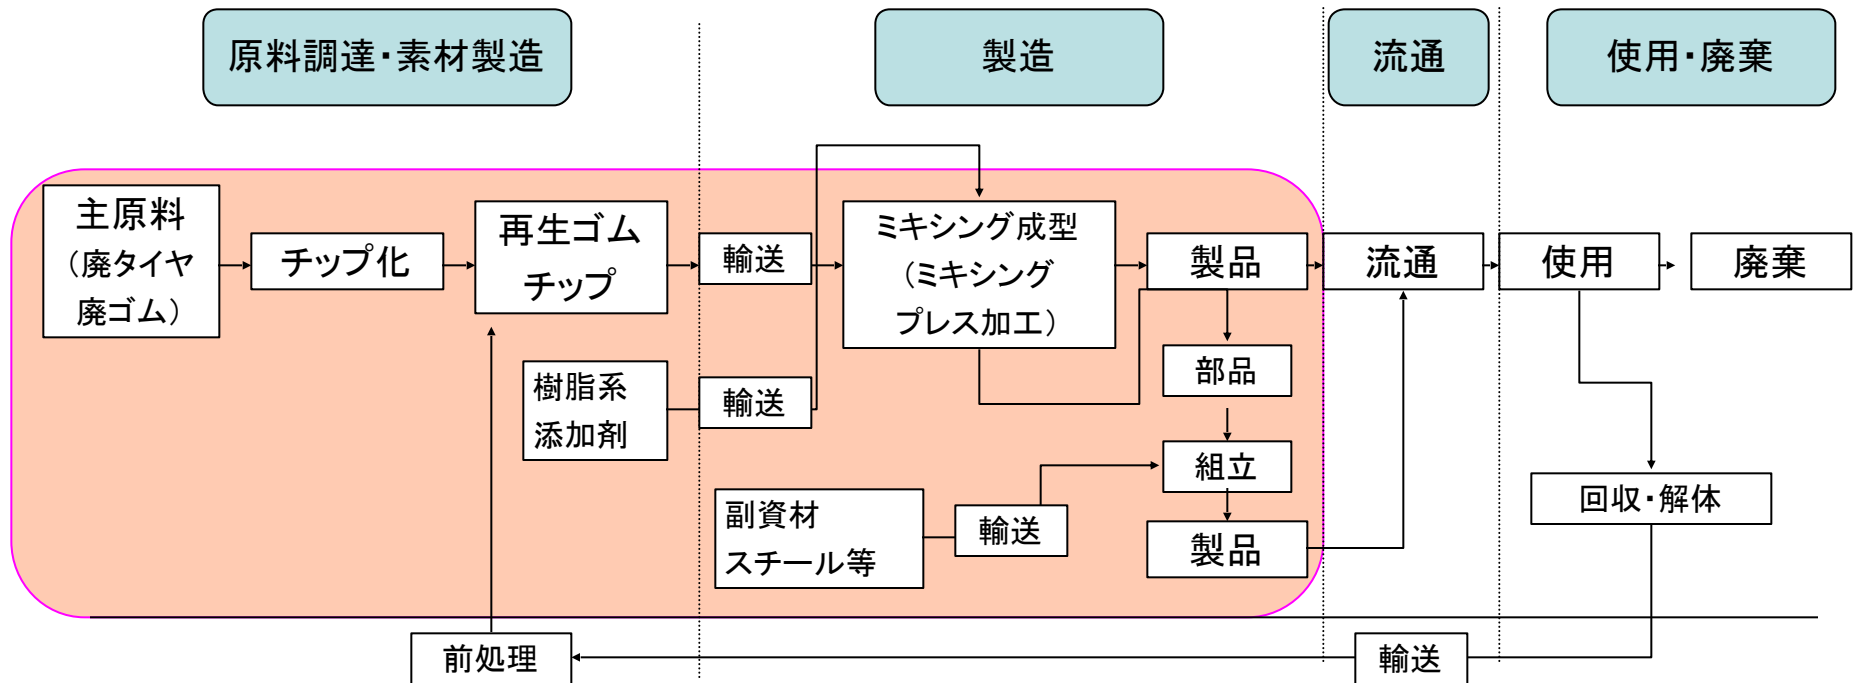 原料調達・素材製造
製造
流通
使用・廃棄
主原料
（廃タイヤ
廃ゴム）
チップ化
再生ゴム
チップ
輸送
ミキシング成型
（ミキシング
プレス加工）
製品
流通
使用
廃棄
樹脂系
添加剤
輸送
部品
組立
副資材
スチール等
輸送
製品
回収・解体
前処理
輸送